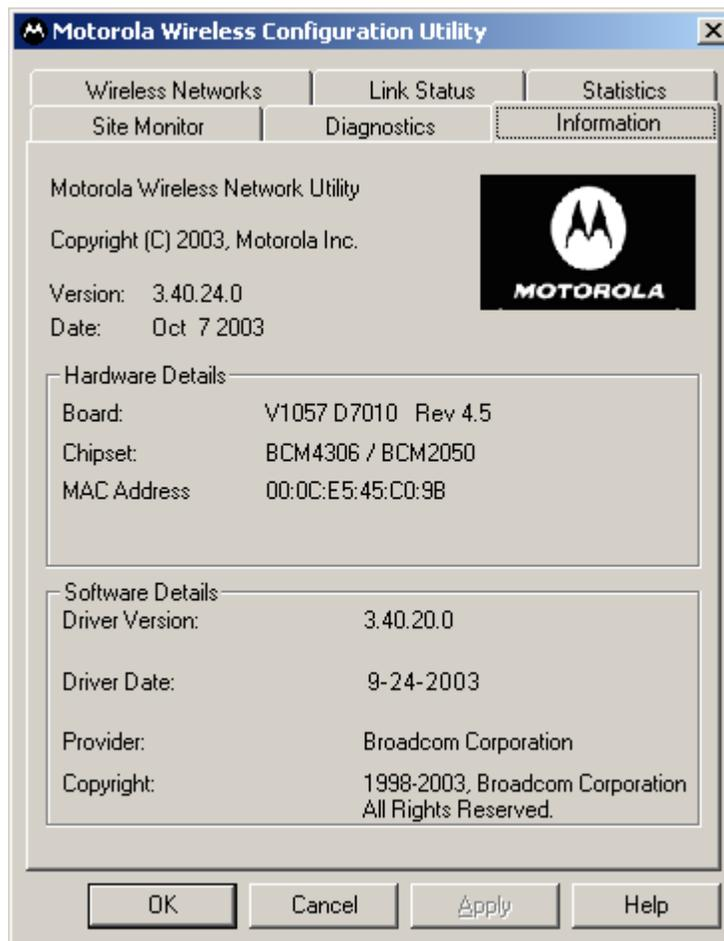 Motorola Wireless Configuration Utility
Wireless Networks Link Status Statistics
Site Monitor Diagnostics Information
Motorola Wireless Network Utility
Copyright (C) 2003, Motorola Inc.
MOTOROLA
Version: 3.40.24.0
Date: Oct 7 2003
Hardware Details
Board: V1057 D7010 Rev 4.5
Chipset: BCM4306 / BCM2050
MAC Address 00:0C:E5:45:C0:9B
Software Details
Driver Version: 3.40.20.0
Driver Date: 9-24-2003
Provider: Broadcom Corporation
Copyright: 1998-2003, Broadcom Corporation
All Rights Reserved.
OK Cancel Apply Help